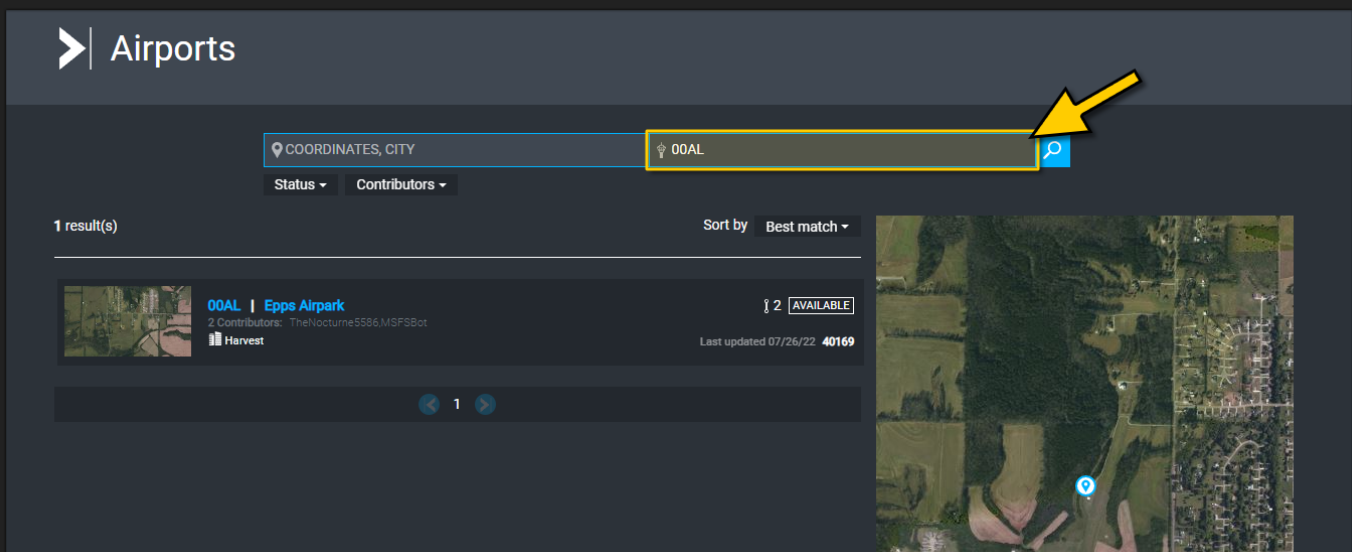 Airports
COORDINATES, CITY
00AL
Status
Contributors
1 result(s)
Sort by Best match
00AL | Epps Airpark
2 AVAILABLE
2 Contributors: TheNocturne5586,MSFSBot
Harvest
Last updated 07/26/22 40169
1